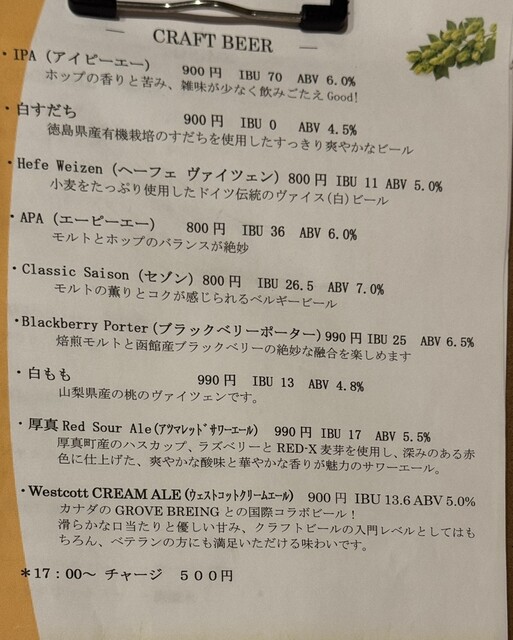 CRAFT BEER
・IPA (アイピーエー)　900円　IBU 70　ABV 6.0%
ホップの香りと苦み、雑味が少なく飲みごたえ Good!
・白すだち　900円　IBU 0　ABV 4.5%
徳島県産有機栽培のすだちを使用したすっきり爽やかなビール
・Hefe Weizen (ヘーフェ ヴァイツェン) 800円 IBU 11 ABV 5.0%
小麦をたっぷり使用したドイツ伝統のヴァイス(白)ビール
・APA (エーピーエー)　800円　IBU 36　ABV 6.0%
モルトとホップのバランスが絶妙
・Classic Saison (セゾン) 800円　IBU 26.5　ABV 7.0%
モルトの薫りとコクが感じられるベルギービール
・Blackberry Porter (ブラックベリーポーター) 990円 IBU 25　ABV 6.5%
焙煎モルトと函館産ブラックベリーの絶妙な融合を楽しめます
・白もも　990円　IBU 13　ABV 4.8%
山梨県産の桃のヴァイツェンです。
・厚真 Red Sour Ale (ｱﾂﾏﾚｯﾄﾞｻﾜｰｴｰﾙ)　990円　IBU 17　ABV 5.5%
厚真町産のハスカップ、ラズベリーと RED-X 麦芽を使用し、深みのある赤
色に仕上げた、爽やかな酸味と華やかな香りが魅力のサワーエール。
・Westcott CREAM ALE (ｳｪｽﾄｺｯﾄｸﾘｰﾑｴｰﾙ)　900円　IBU 13.6 ABV 5.0%
カナダの GROVE BREING との国際コラボビール！
滑らかな口当たりと優しい甘み、クラフトビールの入門レベルとしてはも
ちろん、ベテランの方にも満足いただける味わいです。
＊17：00～ チャージ　５００円